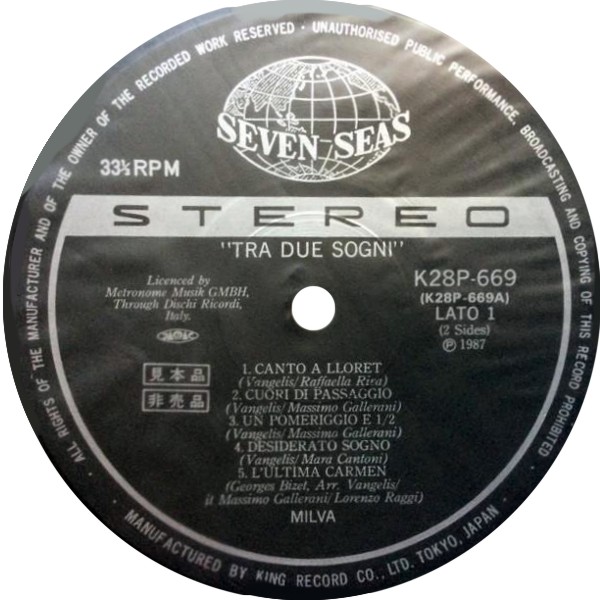 ALL RIGHTS OF THE MANUFACTURER AND OF THE OWNER OF THE RECORDED WORK RESERVED · UNAUTHORISED PUBLIC PERFORMANCE, BROADCASTING AND COPYING OF THIS RECORD PROHIBITED
SEVEN SEAS
33⅓RPM
STEREO
"TRA DUE SOGNI"
Licenced by
Metronome Musik GMBH,
Through Dischi Ricordi,
Italy.
K28P-669
(K28P-669A)
LATO 1
(2 Sides)
Ⓟ 1987
見本品
非売品
1. CANTO A LLORET
(Vangelis/Raffaella Riva)
2. CUORI DI PASSAGGIO
(Vangelis/Massimo Gallerani)
3. UN POMERIGGIO E 1/2
(Vangelis/Massimo Gallerani)
4. DESIDERATO SOGNO
(Vangelis/Mara Cantoni)
5. L'ULTIMA CARMEN
(Georges Bizet, Arr. Vangelis/
it Massimo Gallerani/Lorenzo Raggi)
MILVA
MANUFACTURED BY KING RECORD CO., LTD. TOKYO, JAPAN